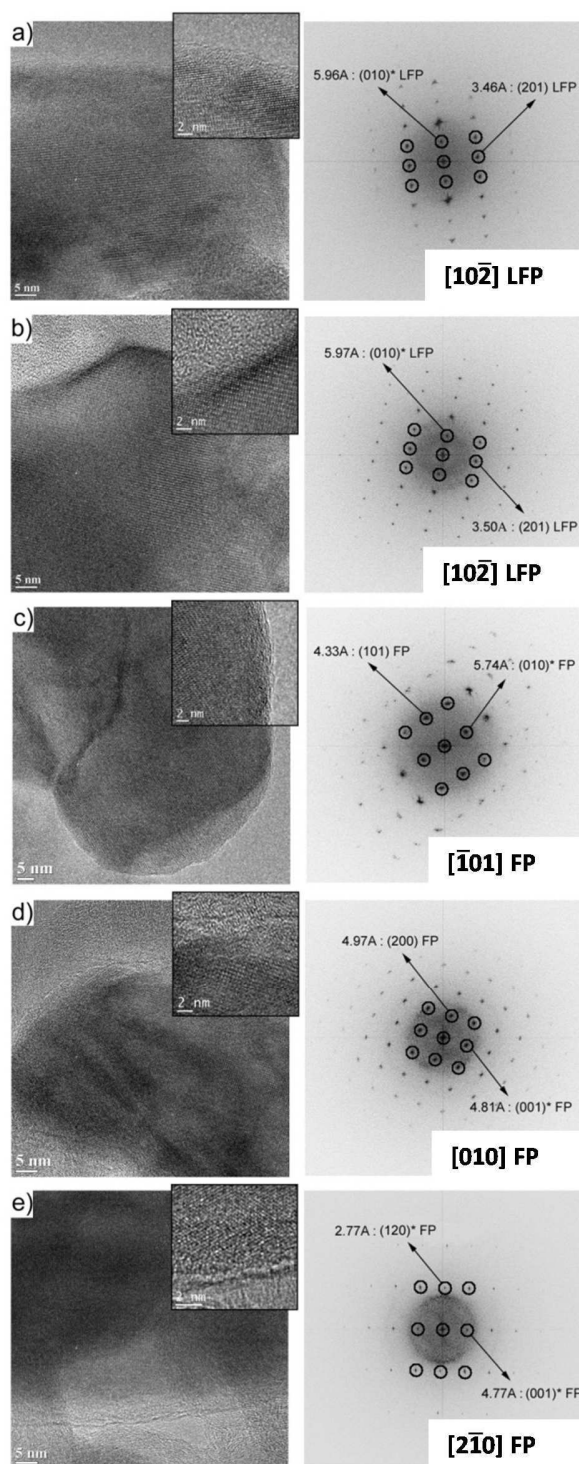 a)
2 nm
5 nm
5.96A : (010)* LFP
3.46A : (201) LFP
[102̅] LFP
b)
2 nm
5 nm
5.97A : (010)* LFP
3.50A : (201) LFP
[102̅] LFP
c)
2 nm
5 nm
4.33A : (101) FP
5.74A : (010)* FP
[1̅01] FP
d)
2 nm
5 nm
4.97A : (200) FP
4.81A : (001)* FP
[010] FP
e)
2 nm
5 nm
2.77A : (120)* FP
4.77A : (001)* FP
[21̅0] FP